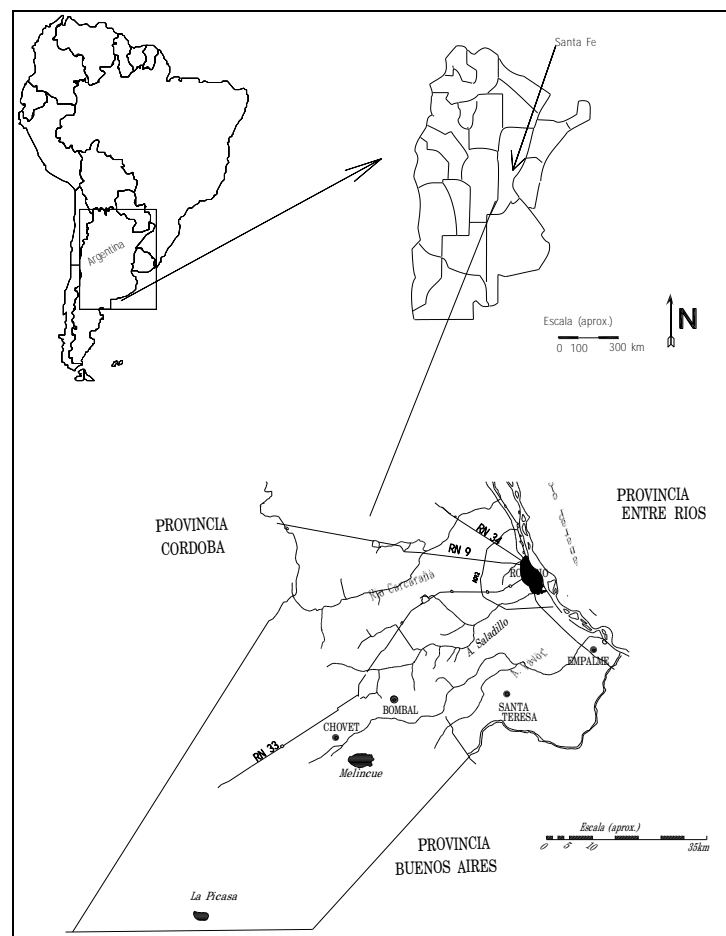 Santa Fe
Argentina
Escala (aprox.)
0 100 300 km
N
PROVINCIA
CORDOBA
PROVINCIA
ENTRE RIOS
RN 34
RN 9
Rio Carcarañá
A. Saladillo
A. Pavón
EMPALME
BOMBAL
SANTA
TERESA
CHOVET
RN 33
Melincue
Escala (aprox.)
0 5 10 35km
PROVINCIA
BUENOS AIRES
La Picasa